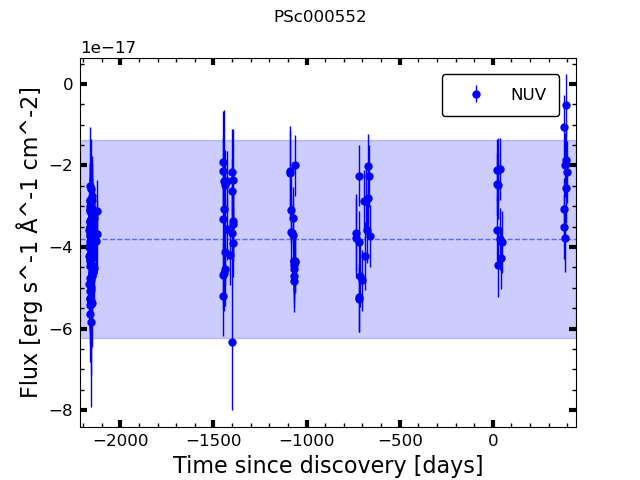 PSc000552
1e−17
NUV
0
−2
−4
−6
−8
Flux [erg s^-1 Å^-1 cm^-2]
−2000 −1500 −1000 −500 0
Time since discovery [days]